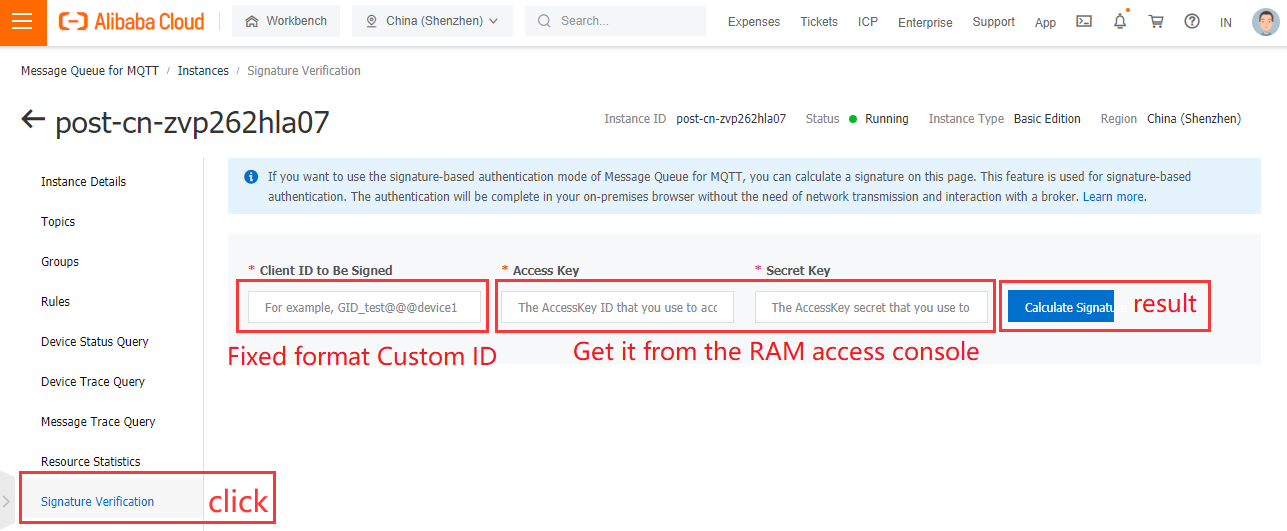 Alibaba Cloud
Workbench
China (Shenzhen)
Search...
Expenses
Tickets
ICP
Enterprise
Support
App
IN
Message Queue for MQTT / Instances / Signature Verification
post-cn-zvp262hla07
Instance ID post-cn-zvp262hla07 Status Running Instance Type Basic Edition Region China (Shenzhen)
Instance Details
Topics
Groups
Rules
Device Status Query
Device Trace Query
Message Trace Query
Resource Statistics
Signature Verification
click
If you want to use the signature-based authentication mode of Message Queue for MQTT, you can calculate a signature on this page. This feature is used for signature-based
authentication. The authentication will be complete in your on-premises browser without the need of network transmission and interaction with a broker. Learn more.
* Client ID to Be Signed
* Access Key
* Secret Key
For example, GID_test@@@device1
The AccessKey ID that you use to acc
The AccessKey secret that you use to
Calculate Signature
result
Fixed format Custom ID
Get it from the RAM access console